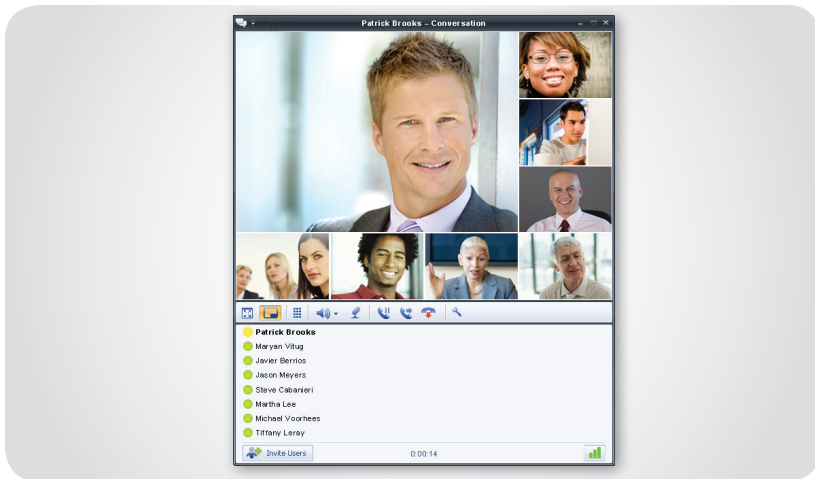 Patrick Brooks – Conversation
Patrick Brooks
Maryan Vitug
Javier Berrios
Jason Meyers
Steve Cabanieri
Martha Lee
Michael Voorhees
Tiffany Leray
Invite Users
0:00:14